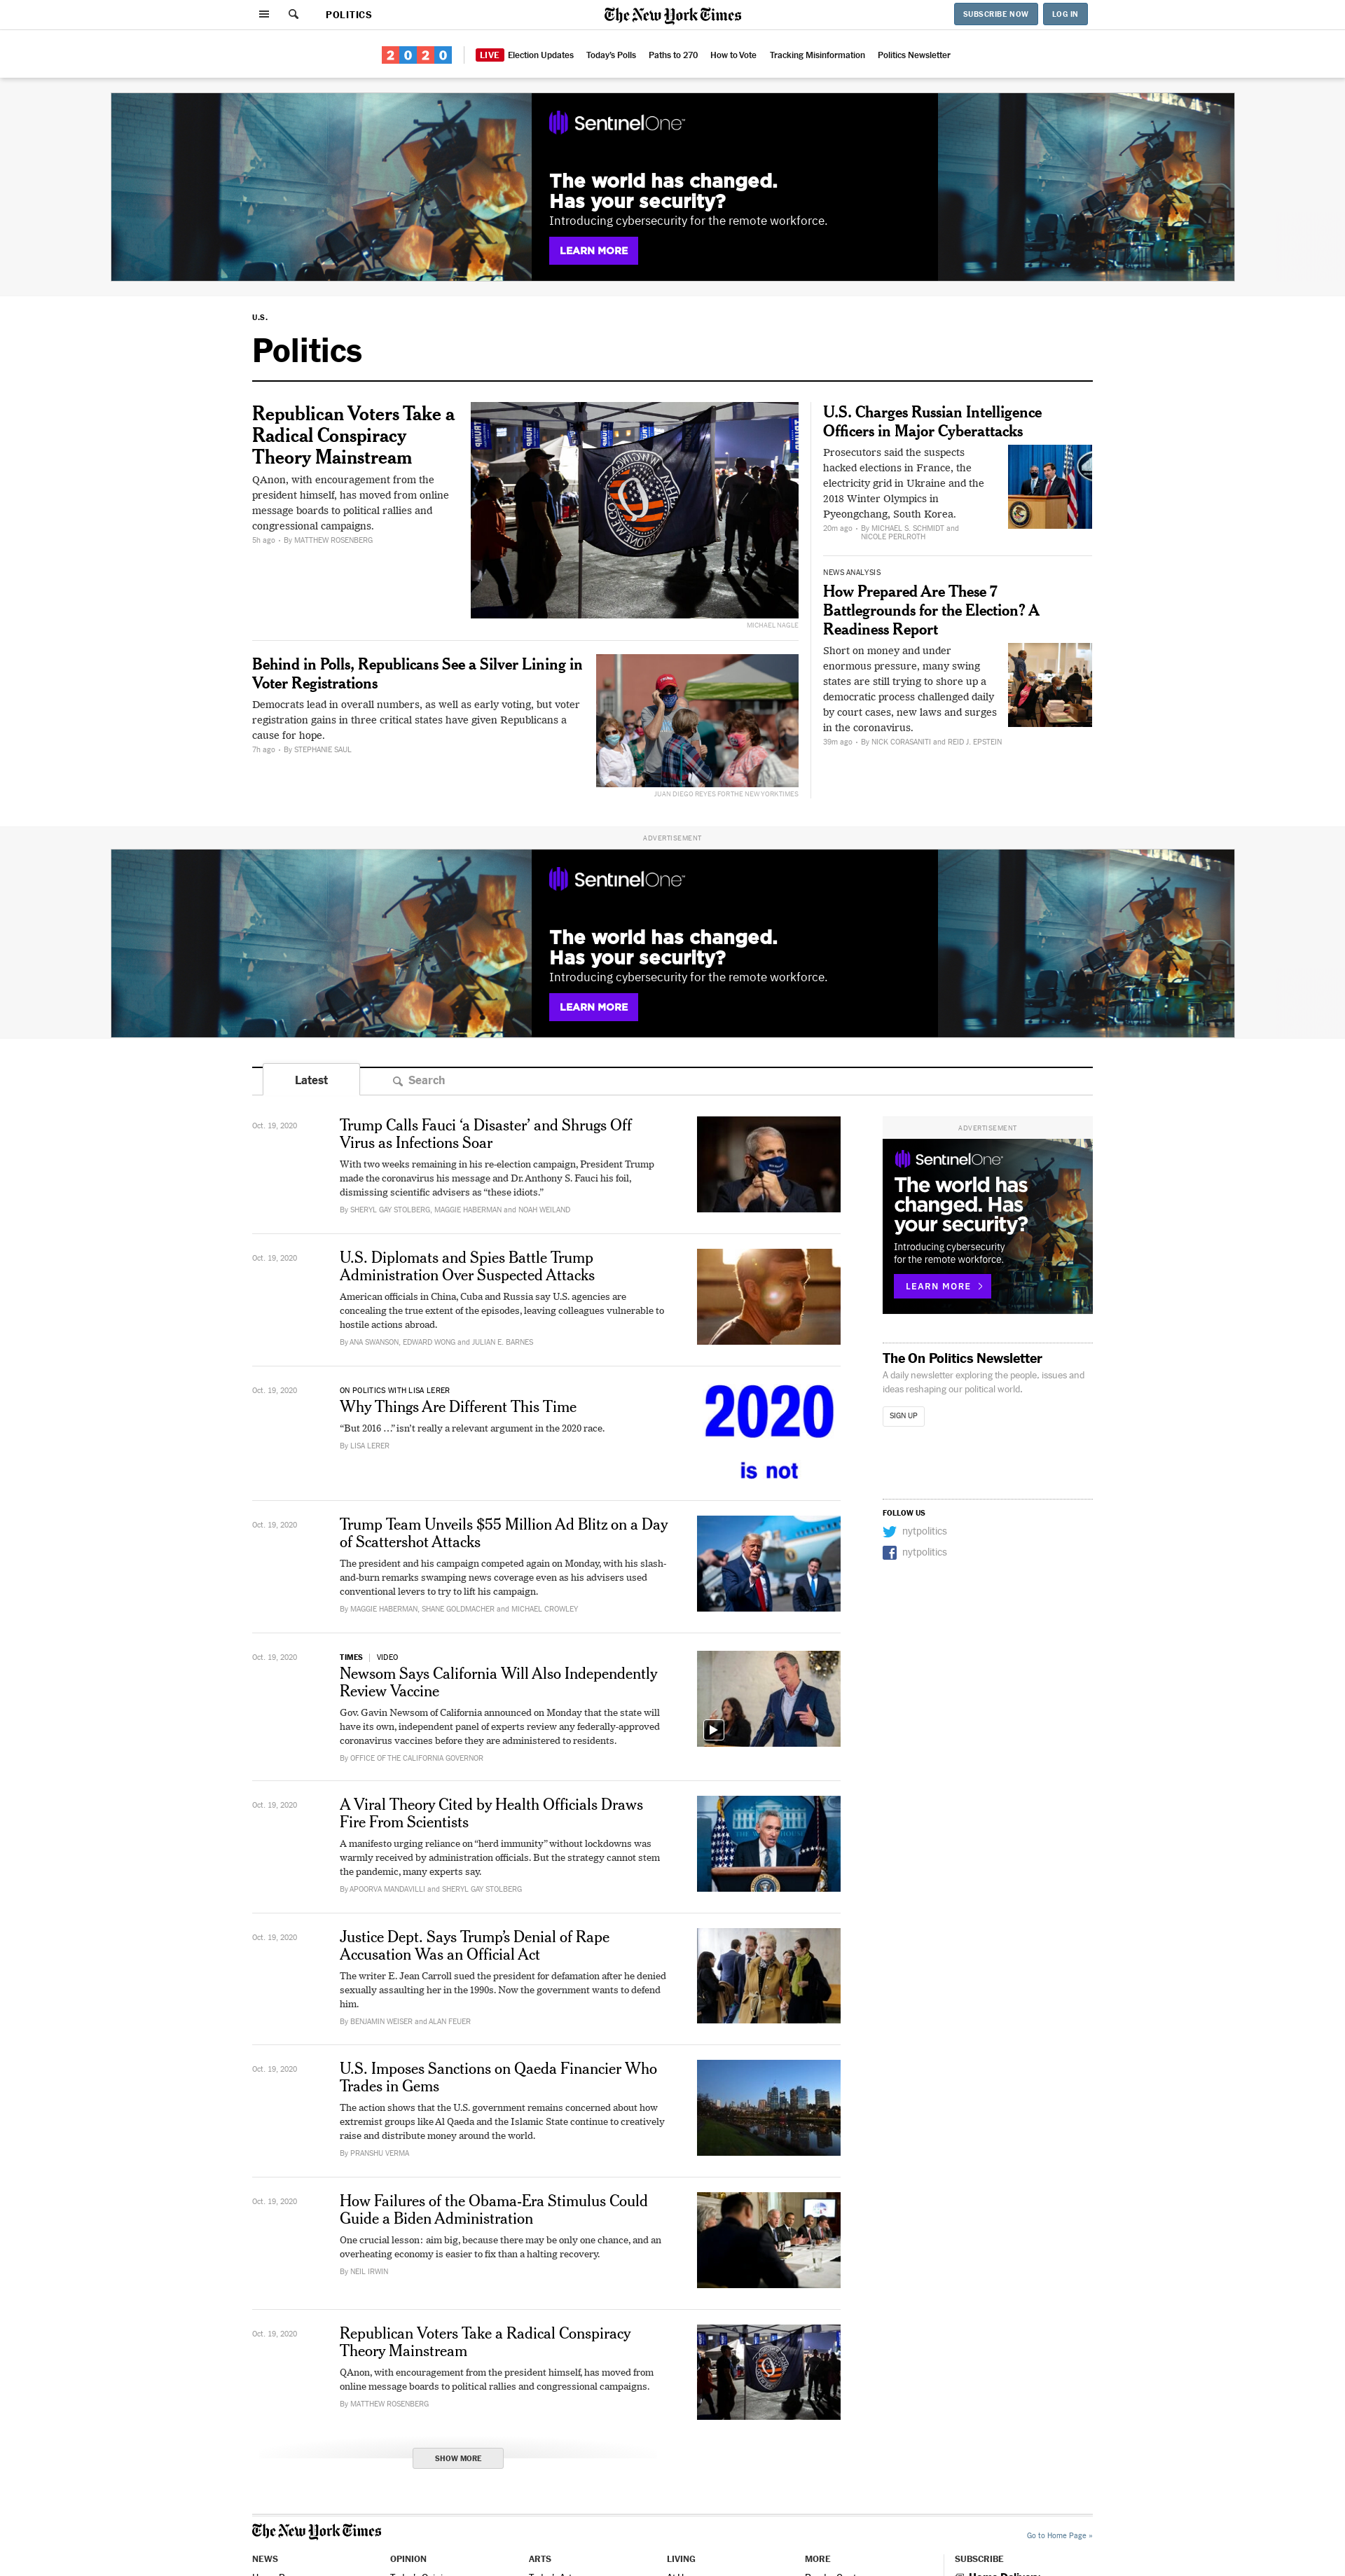 POLITICS
The New York Times
SUBSCRIBE NOW
LOG IN
2020
LIVE Election Updates
Today's Polls
Paths to 270
How to Vote
Tracking Misinformation
Politics Newsletter
SentinelOne
The world has changed.
Has your security?
Introducing cybersecurity for the remote workforce.
LEARN MORE
U.S.
Politics
Republican Voters Take a
Radical Conspiracy
Theory Mainstream
QAnon, with encouragement from the
president himself, has moved from online
message boards to political rallies and
congressional campaigns.
5h ago • By MATTHEW ROSENBERG
MICHAEL NAGLE
Behind in Polls, Republicans See a Silver Lining in
Voter Registrations
Democrats lead in overall numbers, as well as early voting, but voter
registration gains in three critical states have given Republicans a
cause for hope.
7h ago • By STEPHANIE SAUL
JUAN DIEGO REYES FOR THE NEW YORK TIMES
U.S. Charges Russian Intelligence
Officers in Major Cyberattacks
Prosecutors said the suspects
hacked elections in France, the
electricity grid in Ukraine and the
2018 Winter Olympics in
Pyeongchang, South Korea.
20m ago • By MICHAEL S. SCHMIDT and
NICOLE PERLROTH
NEWS ANALYSIS
How Prepared Are These 7
Battlegrounds for the Election? A
Readiness Report
Short on money and under
enormous pressure, many swing
states are still trying to shore up a
democratic process challenged daily
by court cases, new laws and surges
in the coronavirus.
39m ago • By NICK CORASANITI and REID J. EPSTEIN
ADVERTISEMENT
SentinelOne
The world has changed.
Has your security?
Introducing cybersecurity for the remote workforce.
LEARN MORE
Latest
Search
Oct. 19, 2020
Trump Calls Fauci ‘a Disaster’ and Shrugs Off
Virus as Infections Soar
With two weeks remaining in his re-election campaign, President Trump
made the coronavirus his message and Dr. Anthony S. Fauci his foil,
dismissing scientific advisers as “these idiots.”
By SHERYL GAY STOLBERG, MAGGIE HABERMAN and NOAH WEILAND
Oct. 19, 2020
U.S. Diplomats and Spies Battle Trump
Administration Over Suspected Attacks
American officials in China, Cuba and Russia say U.S. agencies are
concealing the true extent of the episodes, leaving colleagues vulnerable to
hostile actions abroad.
By ANA SWANSON, EDWARD WONG and JULIAN E. BARNES
Oct. 19, 2020
ON POLITICS WITH LISA LERER
Why Things Are Different This Time
“But 2016 …” isn’t really a relevant argument in the 2020 race.
By LISA LERER
2020
is not
Oct. 19, 2020
Trump Team Unveils $55 Million Ad Blitz on a Day
of Scattershot Attacks
The president and his campaign competed again on Monday, with his slash-
and-burn remarks swamping news coverage even as his advisers used
conventional levers to try to lift his campaign.
By MAGGIE HABERMAN, SHANE GOLDMACHER and MICHAEL CROWLEY
Oct. 19, 2020
TIMES | VIDEO
Newsom Says California Will Also Independently
Review Vaccine
Gov. Gavin Newsom of California announced on Monday that the state will
have its own, independent panel of experts review any federally-approved
coronavirus vaccines before they are administered to residents.
By OFFICE OF THE CALIFORNIA GOVERNOR
Oct. 19, 2020
A Viral Theory Cited by Health Officials Draws
Fire From Scientists
A manifesto urging reliance on “herd immunity” without lockdowns was
warmly received by administration officials. But the strategy cannot stem
the pandemic, many experts say.
By APOORVA MANDAVILLI and SHERYL GAY STOLBERG
Oct. 19, 2020
Justice Dept. Says Trump’s Denial of Rape
Accusation Was an Official Act
The writer E. Jean Carroll sued the president for defamation after he denied
sexually assaulting her in the 1990s. Now the government wants to defend
him.
By BENJAMIN WEISER and ALAN FEUER
Oct. 19, 2020
U.S. Imposes Sanctions on Qaeda Financier Who
Trades in Gems
The action shows that the U.S. government remains concerned about how
extremist groups like Al Qaeda and the Islamic State continue to creatively
raise and distribute money around the world.
By PRANSHU VERMA
Oct. 19, 2020
How Failures of the Obama-Era Stimulus Could
Guide a Biden Administration
One crucial lesson: aim big, because there may be only one chance, and an
overheating economy is easier to fix than a halting recovery.
By NEIL IRWIN
Oct. 19, 2020
Republican Voters Take a Radical Conspiracy
Theory Mainstream
QAnon, with encouragement from the president himself, has moved from
online message boards to political rallies and congressional campaigns.
By MATTHEW ROSENBERG
SHOW MORE
ADVERTISEMENT
SentinelOne
The world has
changed. Has
your security?
Introducing cybersecurity
for the remote workforce.
LEARN MORE
The On Politics Newsletter
A daily newsletter exploring the people, issues and
ideas reshaping our political world.
SIGN UP
FOLLOW US
nytpolitics
nytpolitics
The New York Times
Go to Home Page »
NEWS
OPINION
ARTS
LIVING
MORE
SUBSCRIBE